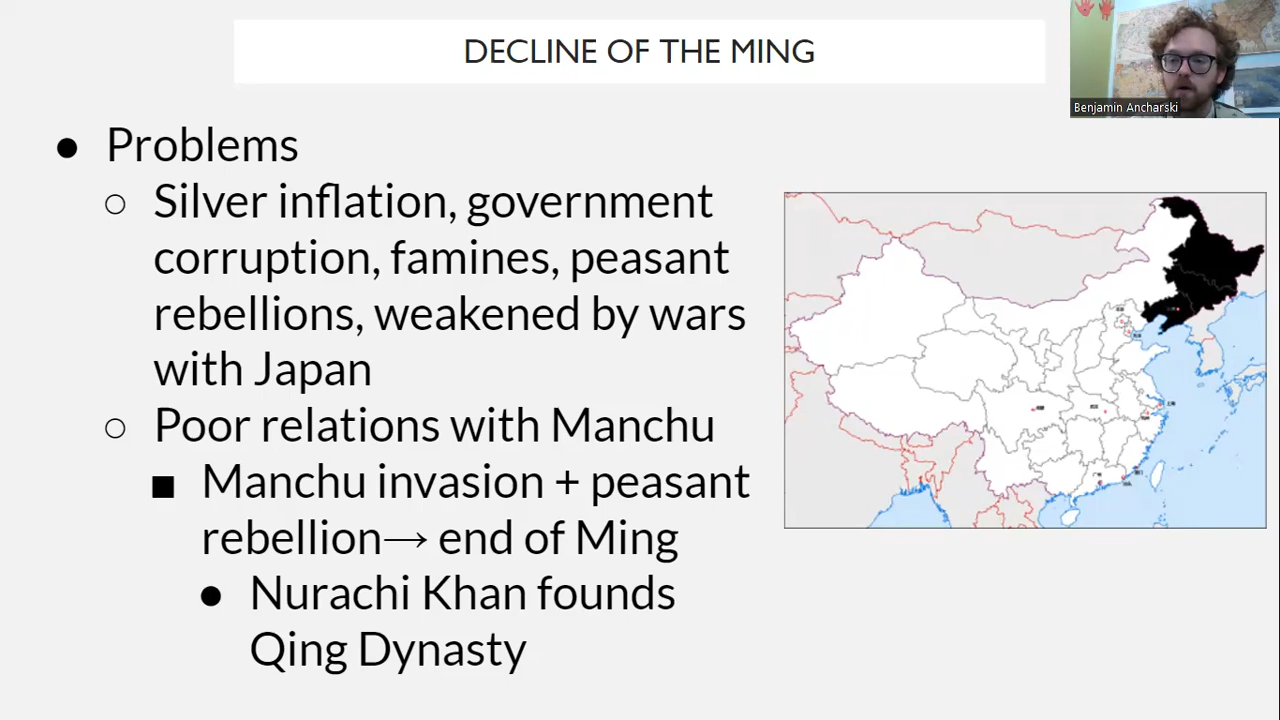 DECLINE OF THE MING
Benjamin Ancharski
● Problems
○ Silver inflation, government
corruption, famines, peasant
rebellions, weakened by wars
with Japan
○ Poor relations with Manchu
■ Manchu invasion + peasant
rebellion→ end of Ming
● Nurachi Khan founds
Qing Dynasty